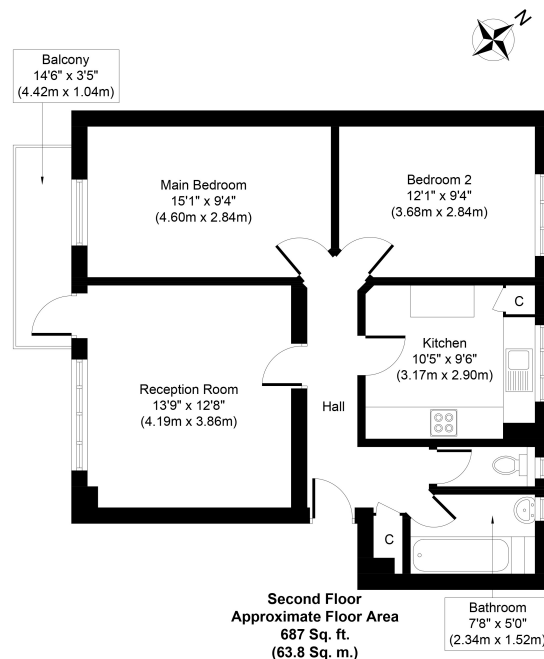 N
Balcony
14'6" x 3'5"
(4.42m x 1.04m)
Main Bedroom
15'1" x 9'4"
(4.60m x 2.84m)
Bedroom 2
12'1" x 9'4"
(3.68m x 2.84m)
C
Kitchen
10'5" x 9'6"
(3.17m x 2.90m)
Reception Room
13'9" x 12'8"
(4.19m x 3.86m)
Hall
C
Second Floor
Approximate Floor Area
687 Sq. ft.
(63.8 Sq. m.)
Bathroom
7'8" x 5'0"
(2.34m x 1.52m)